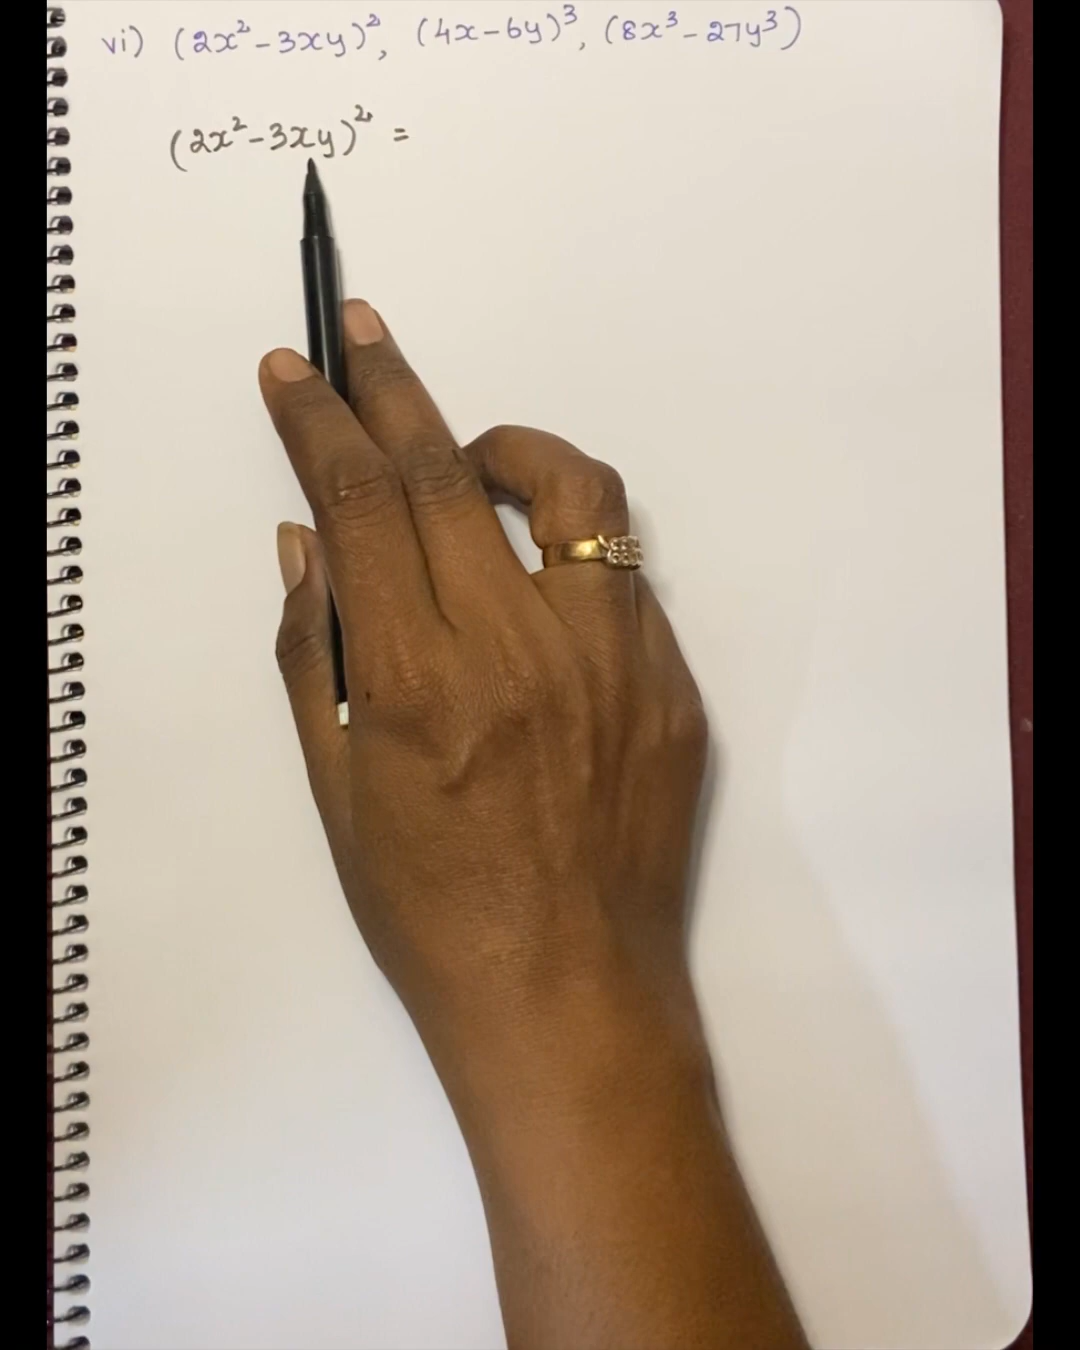 vi) (2x² - 3xy)², (4x - 6y)³, (8x³ - 27y³)
(2x² - 3xy)² =